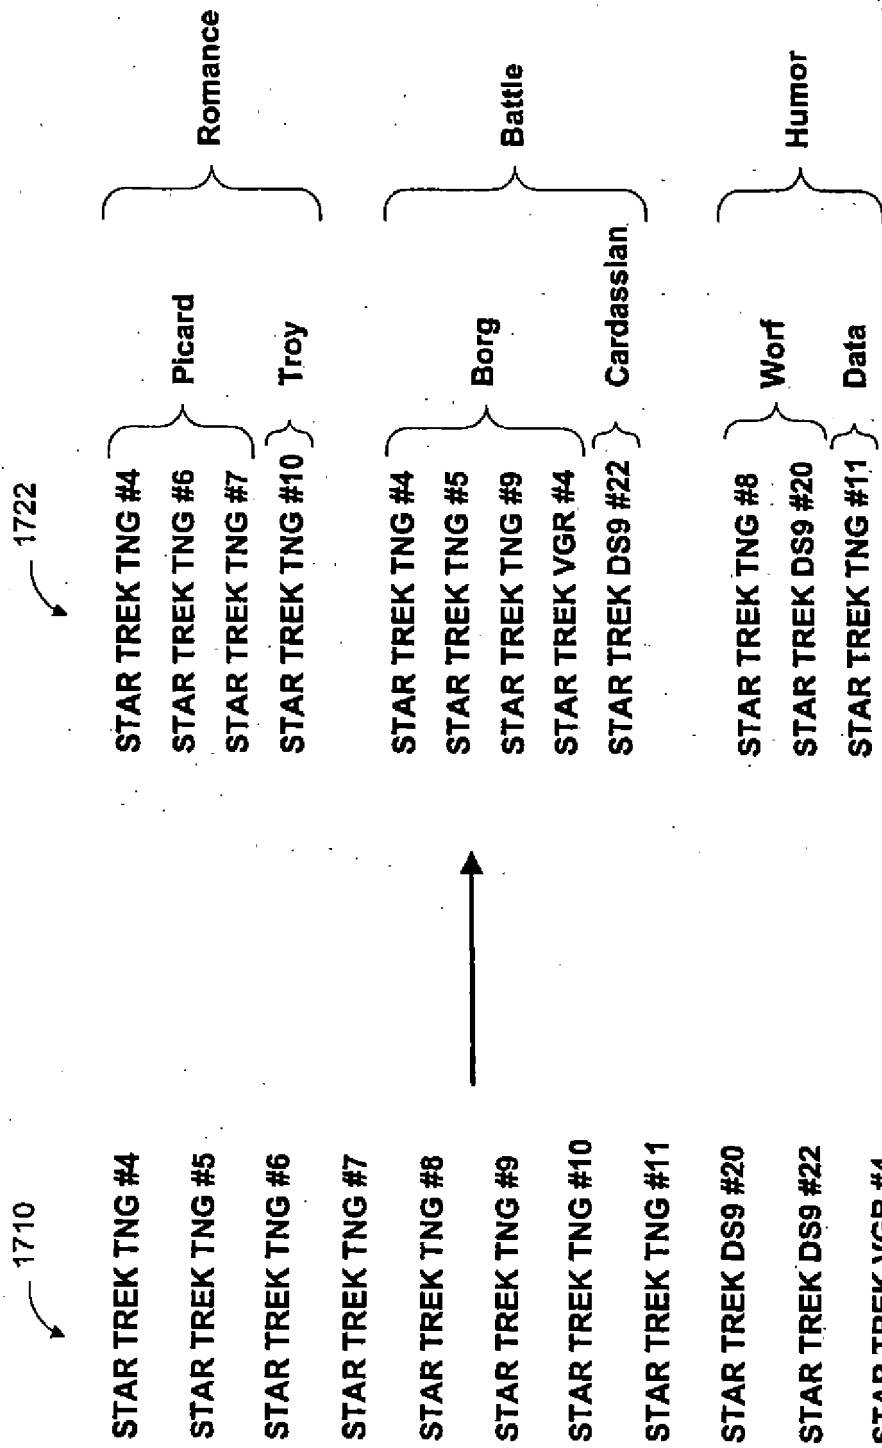 1710
STAR TREK TNG #4
STAR TREK TNG #5
STAR TREK TNG #6
STAR TREK TNG #7
STAR TREK TNG #8
STAR TREK TNG #9
STAR TREK TNG #10
STAR TREK TNG #11
STAR TREK DS9 #20
STAR TREK DS9 #22
STAR TREK VGR #4
1722
STAR TREK TNG #4
STAR TREK TNG #6
STAR TREK TNG #7
STAR TREK TNG #10
Picard
Troy
Romance
STAR TREK TNG #4
STAR TREK TNG #5
STAR TREK TNG #9
STAR TREK VGR #4
STAR TREK DS9 #22
Borg
Cardassian
Battle
STAR TREK TNG #8
STAR TREK DS9 #20
STAR TREK TNG #11
Worf
Data
Humor